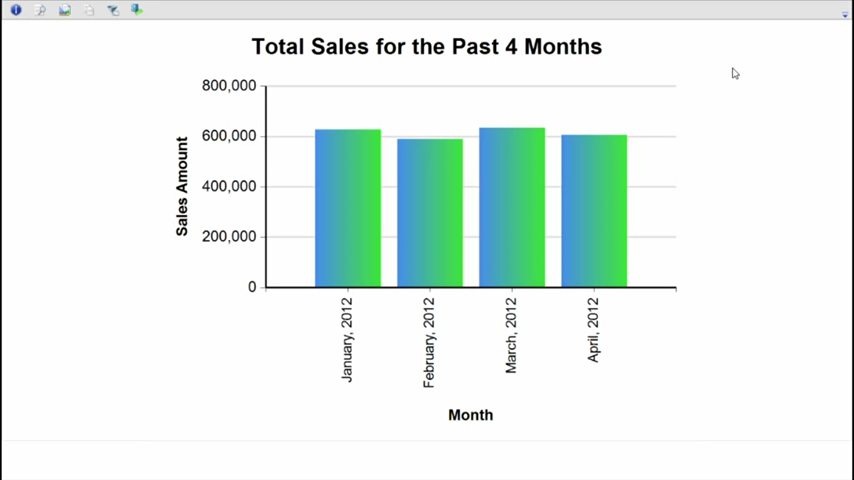 Total Sales for the Past 4 Months
800,000
600,000
400,000
200,000
0
Sales Amount
January, 2012
February, 2012
March, 2012
April, 2012
Month